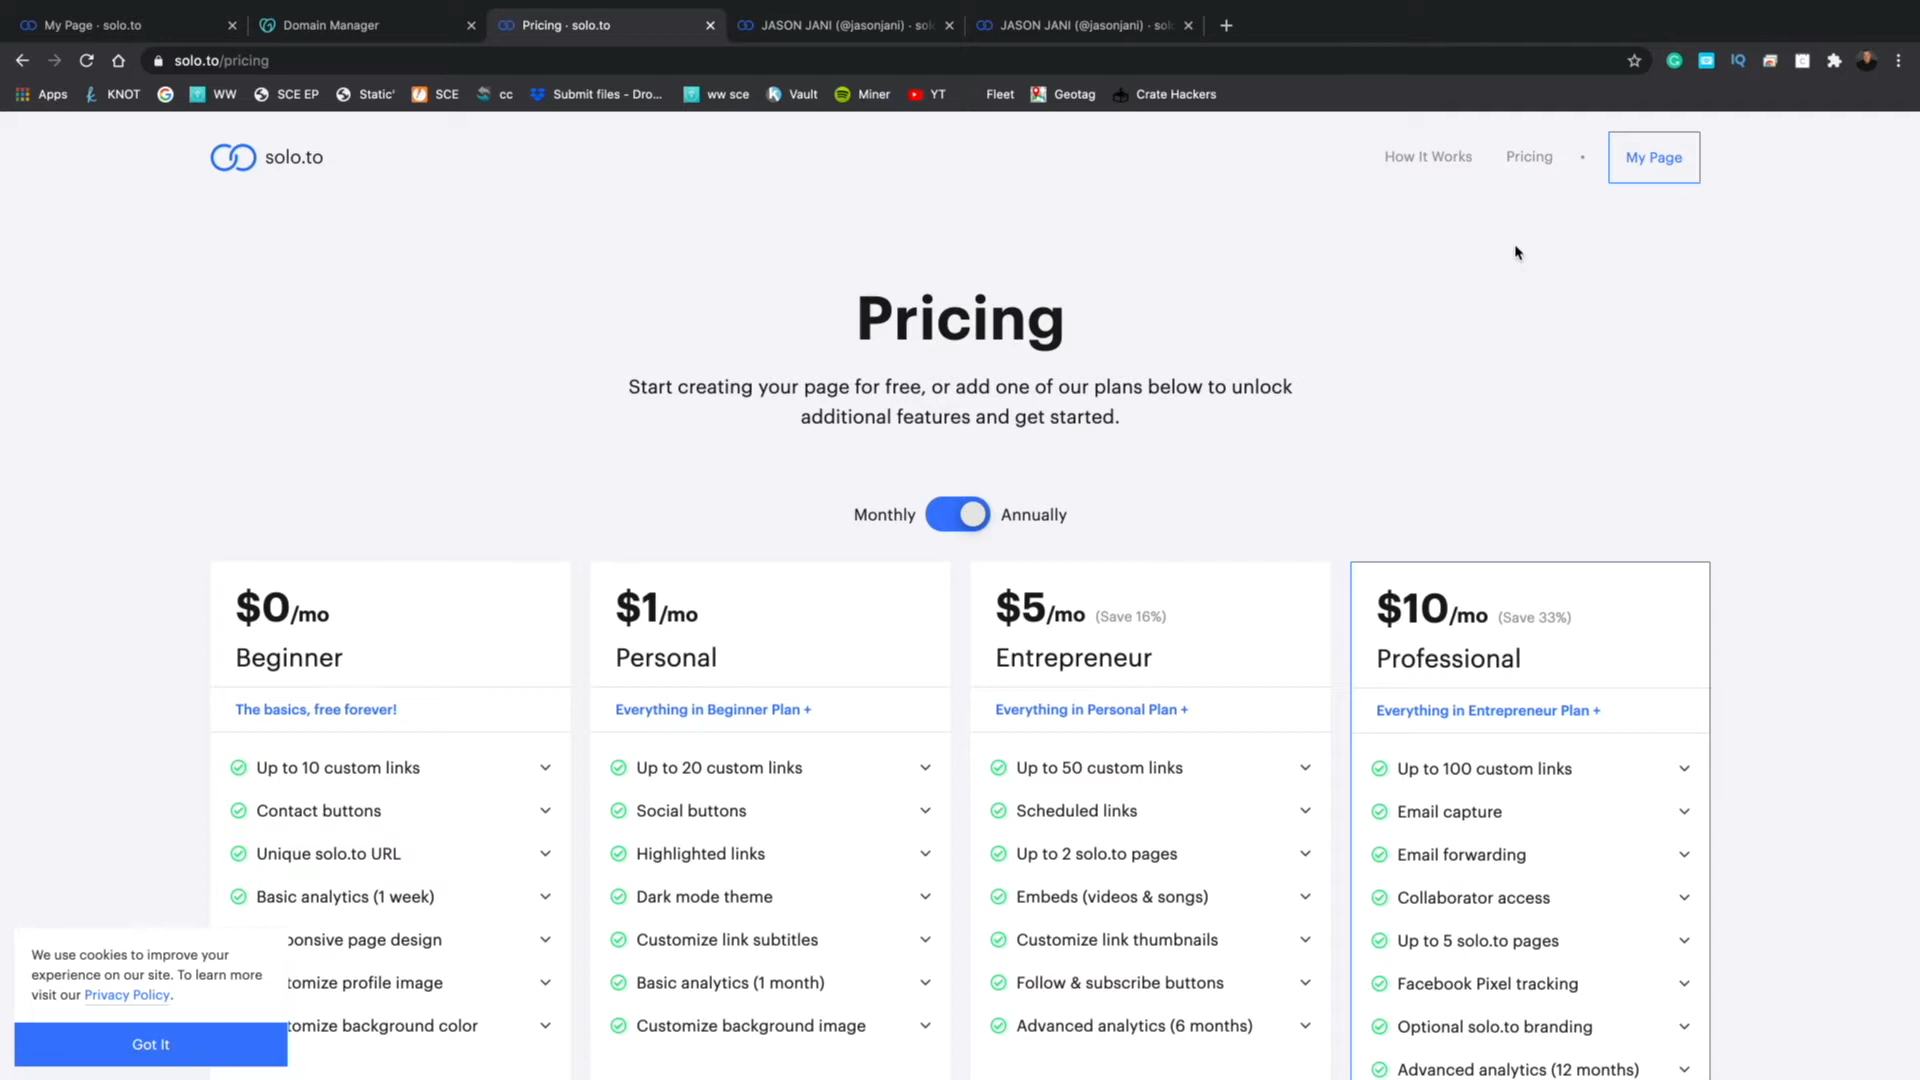 My Page · solo.to
Domain Manager
Pricing · solo.to
JASON JANI (@jasonjani) · sol
JASON JANI (@jasonjani) · sol
solo.to/pricing
Apps
KNOT
WW
SCE EP
Static'
SCE
cc
Submit files - Dro...
ww sce
Vault
Miner
YT
Fleet
Geotag
Crate Hackers
solo.to
How It Works
Pricing
•
My Page
Pricing
Start creating your page for free, or add one of our plans below to unlock
additional features and get started.
Monthly
Annually
$0/mo
Beginner
The basics, free forever!
Up to 10 custom links
Contact buttons
Unique solo.to URL
Basic analytics (1 week)
ponsive page design
tomize profile image
tomize background color
$1/mo
Personal
Everything in Beginner Plan +
Up to 20 custom links
Social buttons
Highlighted links
Dark mode theme
Customize link subtitles
Basic analytics (1 month)
Customize background image
$5/mo (Save 16%)
Entrepreneur
Everything in Personal Plan +
Up to 50 custom links
Scheduled links
Up to 2 solo.to pages
Embeds (videos & songs)
Customize link thumbnails
Follow & subscribe buttons
Advanced analytics (6 months)
$10/mo (Save 33%)
Professional
Everything in Entrepreneur Plan +
Up to 100 custom links
Email capture
Email forwarding
Collaborator access
Up to 5 solo.to pages
Facebook Pixel tracking
Optional solo.to branding
Advanced analytics (12 months)
We use cookies to improve your
experience on our site. To learn more
visit our Privacy Policy.
Got It